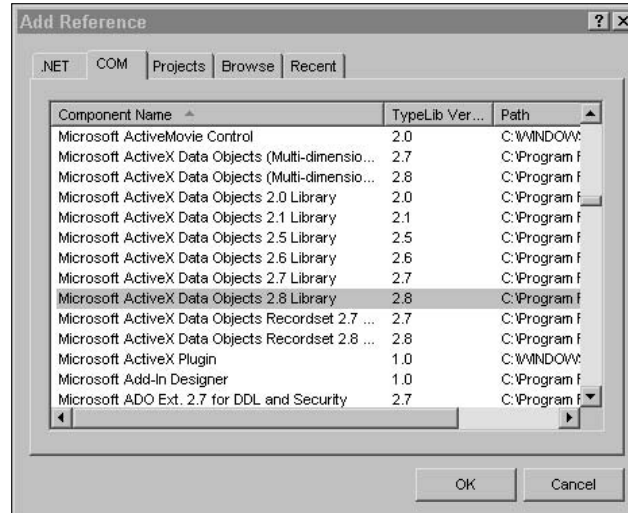 Add Reference
.NET COM Projects Browse Recent
Component Name TypeLib Ver... Path
Microsoft ActiveMovie Control 2.0 C:\WINDOWS
Microsoft ActiveX Data Objects (Multi-dimensio... 2.7 C:\Program F
Microsoft ActiveX Data Objects (Multi-dimensio... 2.8 C:\Program F
Microsoft ActiveX Data Objects 2.0 Library 2.0 C:\Program F
Microsoft ActiveX Data Objects 2.1 Library 2.1 C:\Program F
Microsoft ActiveX Data Objects 2.5 Library 2.5 C:\Program F
Microsoft ActiveX Data Objects 2.6 Library 2.6 C:\Program F
Microsoft ActiveX Data Objects 2.7 Library 2.7 C:\Program F
Microsoft ActiveX Data Objects 2.8 Library 2.8 C:\Program F
Microsoft ActiveX Data Objects Recordset 2.7 ... 2.7 C:\Program F
Microsoft ActiveX Data Objects Recordset 2.8 ... 2.8 C:\Program F
Microsoft ActiveX Plugin 1.0 C:\WINDOWS
Microsoft Add-In Designer 1.0 C:\Program F
Microsoft ADO Ext. 2.7 for DDL and Security 2.7 C:\Program F
OK Cancel